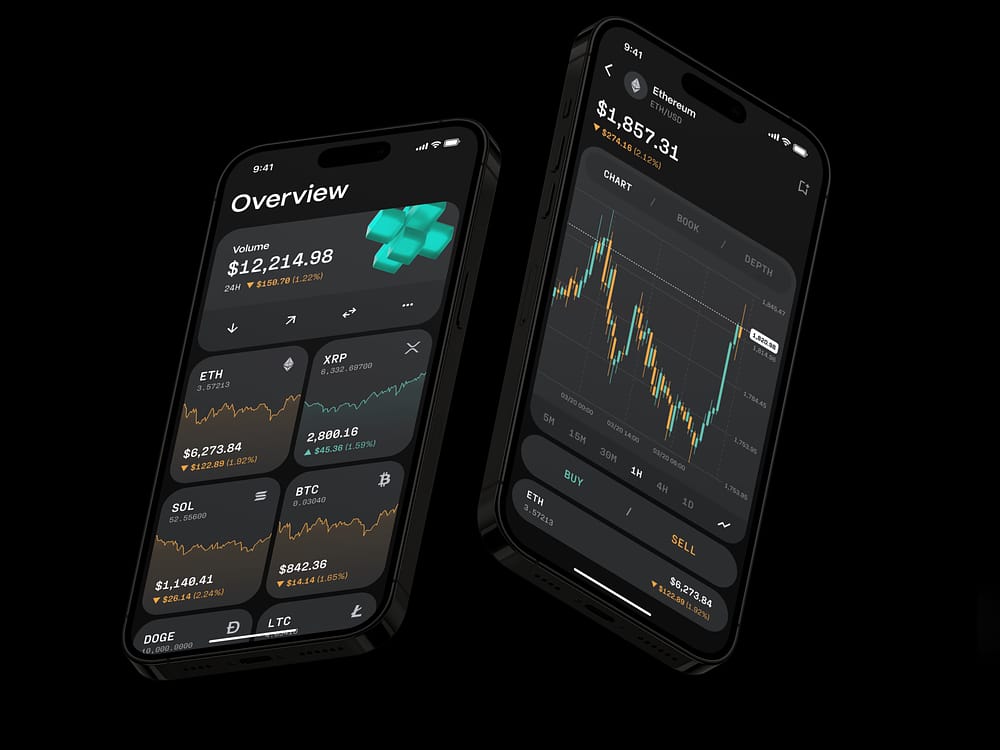 9:41
Overview
Volume
$12,214.98
24H ▼ $150.70 (1.22%)
ETH
3.57213
$6,273.84
▼ $122.89 (1.92%)
XRP
6,332.69700
2,800.16
▲ $45.36 (1.59%)
SOL
52.55600
$1,140.41
▼ $26.14 (2.24%)
BTC
0.03040
$842.36
▼ $14.14 (1.65%)
DOGE
10,000.0000
LTC
9:41
Ethereum
ETH/USD
$1,857.31
▼ $274.16 (2.12%)
CHART / BOOK / DEPTH
1,845.47
1,820.98
1,814.96
1,784.45
1,753.95
1,753.95
03/20 00:00
03/20 14:00
03/20 06:00
5M 15M 30M 1H 4H 1D
BUY / SELL
ETH
3.57213
$6,273.84
▼ $122.89 (1.92%)